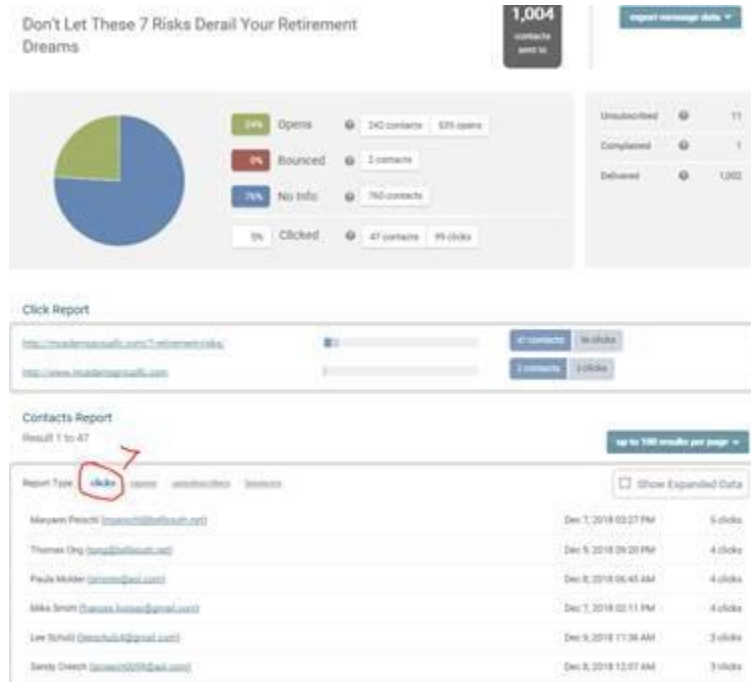 Don't Let These 7 Risks Derail Your Retirement
Dreams
1,004
contacts
sent to
export message data
24% Opens 242 contacts 535 opens
0% Bounced 2 contacts
76% No Info 760 contacts
5% Clicked 47 contacts 99 clicks
Unsubscribed 11
Complained 1
Delivered 1,002
Click Report
47 contacts 96 clicks
2 contacts 3 clicks
Contacts Report
Result 1 to 47
up to 100 results per page
Report Type clicks opens unsubscribes bounces
Show Expanded Data
7
Maryann Dec 7, 2018 03:27 PM 5 clicks
Thomas Ong Dec 9, 2018 09:20 PM 4 clicks
Paula Molder Dec 8, 2018 06:45 AM 4 clicks
Mike Smith Dec 7, 2018 02:11 PM 4 clicks
Lee Schulz Dec 9, 2018 11:36 AM 3 clicks
Sandy Creech Dec 8, 2018 12:07 AM 3 clicks